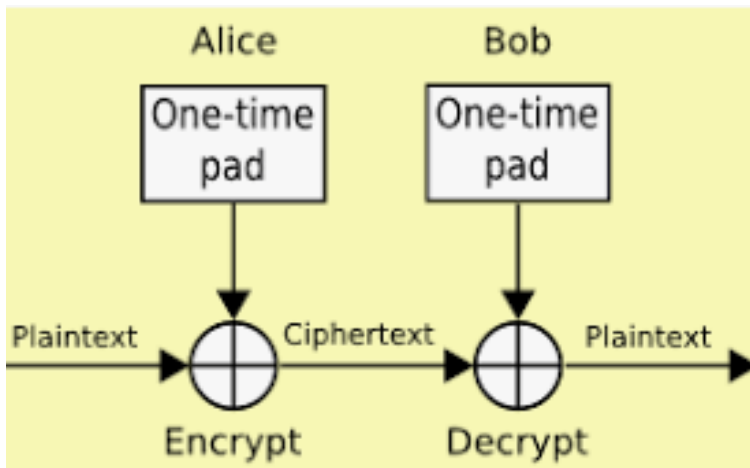 Alice
Bob
One-time
pad
One-time
pad
Plaintext
Ciphertext
Plaintext
Encrypt
Decrypt